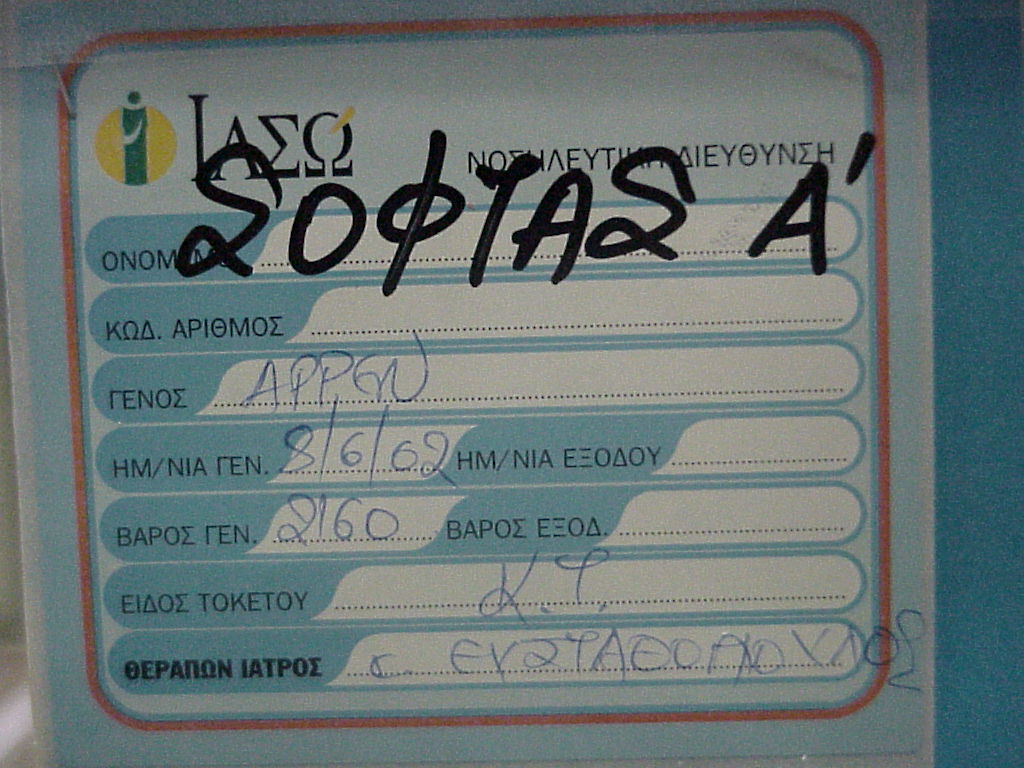 ΙΑΣΩ
ΝΟΣΗΛΕΥΤΙΚΗ ΔΙΕΥΘΥΝΣΗ
ΣΟΦΙΑΣ Α'
ΚΩΔ. ΑΡΙΘΜΟΣ
ΓΕΝΟΣ ΑΡΡΕΝ
ΗΜ/ΝΙΑ ΓΕΝ. 8/6/02 ΗΜ/ΝΙΑ ΕΞΟΔΟΥ
ΒΑΡΟΣ ΓΕΝ. 2160 ΒΑΡΟΣ ΕΞΟΔ.
ΕΙΔΟΣ ΤΟΚΕΤΟΥ Κ.Τ.
ΘΕΡΑΠΩΝ ΙΑΤΡΟΣ κ. ΕΥΣΤΑΘΟΠΟΥΛΟΣ